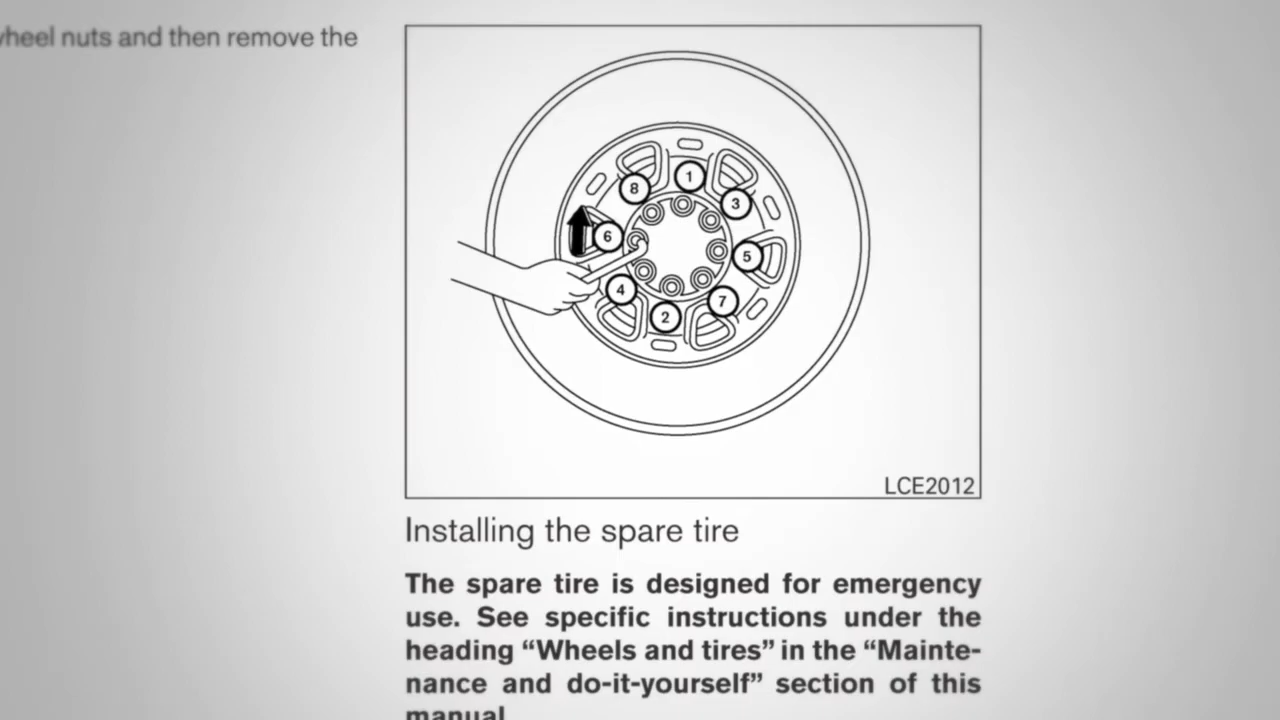 wheel nuts and then remove the
8
1
3
6
5
4
7
2
LCE2012
Installing the spare tire
The spare tire is designed for emergency
use. See specific instructions under the
heading “Wheels and tires” in the “Mainte-
nance and do-it-yourself” section of this
manual.